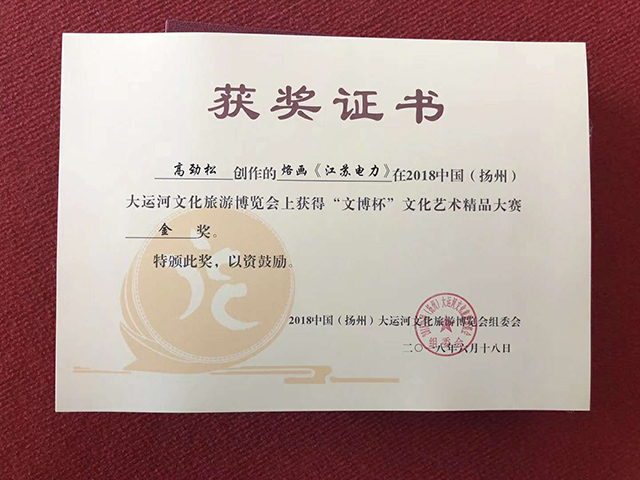 获奖证书
高劲松 创作的 烙画《江苏电力》在2018中国（扬州）
大运河文化旅游博览会上获得“文博杯”文化艺术精品大赛
金 奖。
特颁此奖，以资鼓励。
2018中国（扬州）大运河文化旅游博览会组委会
二〇一八年六月十八日
组委会